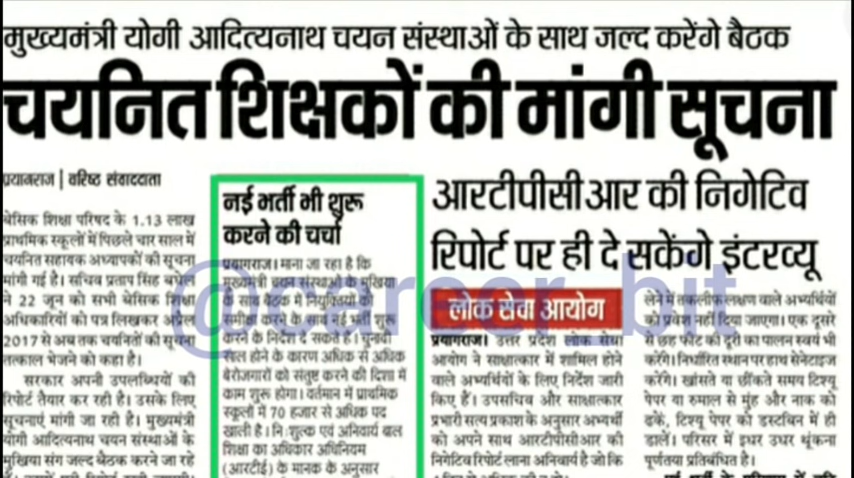 मुख्यमंत्री योगी आदित्यनाथ चयन संस्थाओं के साथ जल्द करेंगे बैठक
चयनित शिक्षकों की मांगी सूचना
प्रयागराज | वरिष्ठ संवाददाता
बेसिक शिक्षा परिषद के 1.13 लाख
प्राथमिक स्कूलों में पिछले चार साल में
चयनित सहायक अध्यापकों की सूचना
मांगी गई है। सचिव प्रताप सिंह बघेल
ने 22 जून को सभी बेसिक शिक्षा
अधिकारियों को पत्र लिखकर अप्रैल
2017 से अब तक चयनितों की सूचना
तत्काल भेजने को कहा है।
सरकार अपनी उपलब्धियों की
रिपोर्ट तैयार कर रही है। उसके लिए
सूचनाएं मांगी जा रही है। मुख्यमंत्री
योगी आदित्यनाथ चयन संस्थाओं के
मुखिया संग जल्द बैठक करने जा रहे
नई भर्ती भी शुरू
करने की चर्चा
प्रयागराज। माना जा रहा है कि
मुख्यमंत्री चयन संस्थाओं के मुखिया
के साथ बैठक में नियुक्तियों की
समीक्षा करने के साथ नई भर्ती शुरू
करने के निर्देश दे सकते हैं। चुनावी
साल होने के कारण अधिक से अधिक
बेरोजगारों को संतुष्ट करने की दिशा में
काम शुरू होगा। वर्तमान में प्राथमिक
स्कूलों में 70 हजार से अधिक पद
खाली है। निःशुल्क एवं अनिवार्य बाल
शिक्षा का अधिकार अधिनियम
(आरटीई) के मानक के अनुसार
आरटीपीसीआर की निगेटिव
रिपोर्ट पर ही दे सकेंगे इंटरव्यू
लोक सेवा आयोग
प्रयागराज। उत्तर प्रदेश लोक सेवा
आयोग ने साक्षात्कार में शामिल होने
वाले अभ्यर्थियों के लिए निर्देश जारी
किए हैं। उपसचिव और साक्षात्कार
प्रभारी सत्य प्रकाश के अनुसार अभ्यर्थी
को अपने साथ आरटीपीसीआर की
निगेटिव रिपोर्ट लाना अनिवार्य है जो कि
लेने में तकलीफ लक्षण वाले अभ्यर्थियों
को प्रवेश नहीं दिया जाएगा। एक दूसरे
से छह फीट की दूरी का पालन स्वयं भी
करेंगे। निर्धारित स्थान पर हाथ सेनेटाइज
करेंगे। खांसते या छींकते समय टिश्यू
पेपर या रुमाल से मुंह और नाक को
ढकें, टिश्यू पेपर को डस्टबिन में ही
डालें। परिसर में इधर उधर थूंकना
पूर्णतया प्रतिबंधित है।
@career_bit